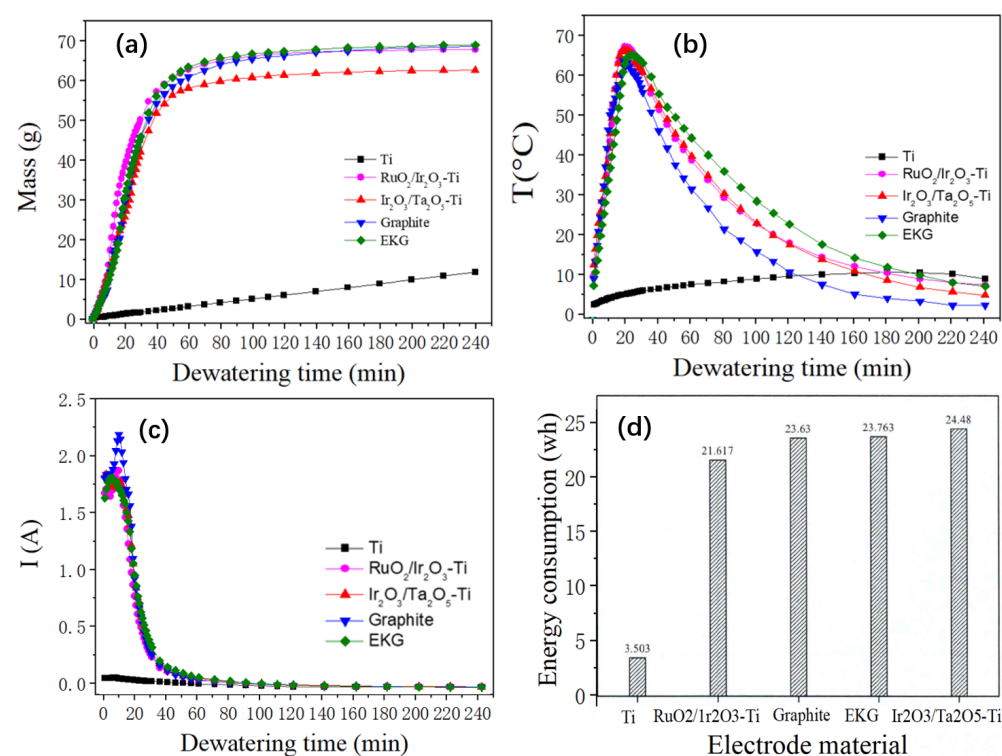 (a)
Mass (g)
70
60
50
40
30
20
10
0
Ti
RuO₂/Ir₂O₃-Ti
Ir₂O₃/Ta₂O₅-Ti
Graphite
EKG
0 20 40 60 80 100 120 140 160 180 200 220 240
Dewatering time (min)
(b)
T(°C)
70
60
50
40
30
20
10
0
Ti
RuO₂/Ir₂O₃-Ti
Ir₂O₃/Ta₂O₅-Ti
Graphite
EKG
0 20 40 60 80 100 120 140 160 180 200 220 240
Dewatering time (min)
(c)
I (A)
2.5
2.0
1.5
1.0
0.5
0.0
Ti
RuO₂/Ir₂O₃-Ti
Ir₂O₃/Ta₂O₅-Ti
Graphite
EKG
0 20 40 60 80 100 120 140 160 180 200 220 240
Dewatering time (min)
(d)
Energy consumption (wh)
25
20
15
10
5
0
3.503
21.617
23.63
23.763
24.48
Ti RuO2/1r2O3-Ti Graphite EKG Ir2O3/Ta2O5-Ti
Electrode material